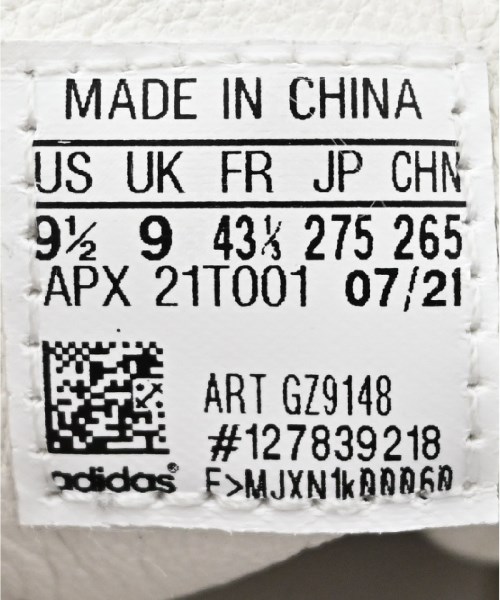 MADE IN CHINA
US UK FR JP CHN
9½ 9 43⅓ 275 265
APX 21T001 07/21
ART GZ9148
#127839218
adidas®